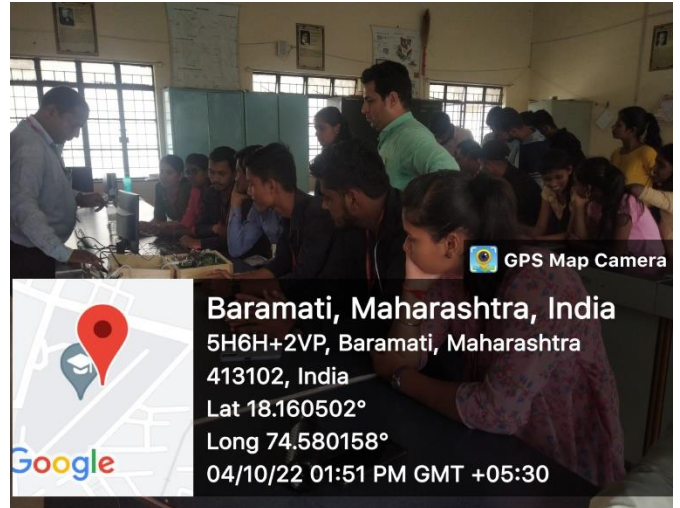 GPS Map Camera
Baramati, Maharashtra, India
5H6H+2VP, Baramati, Maharashtra
413102, India
Lat 18.160502°
Long 74.580158°
04/10/22 01:51 PM GMT +05:30
Google